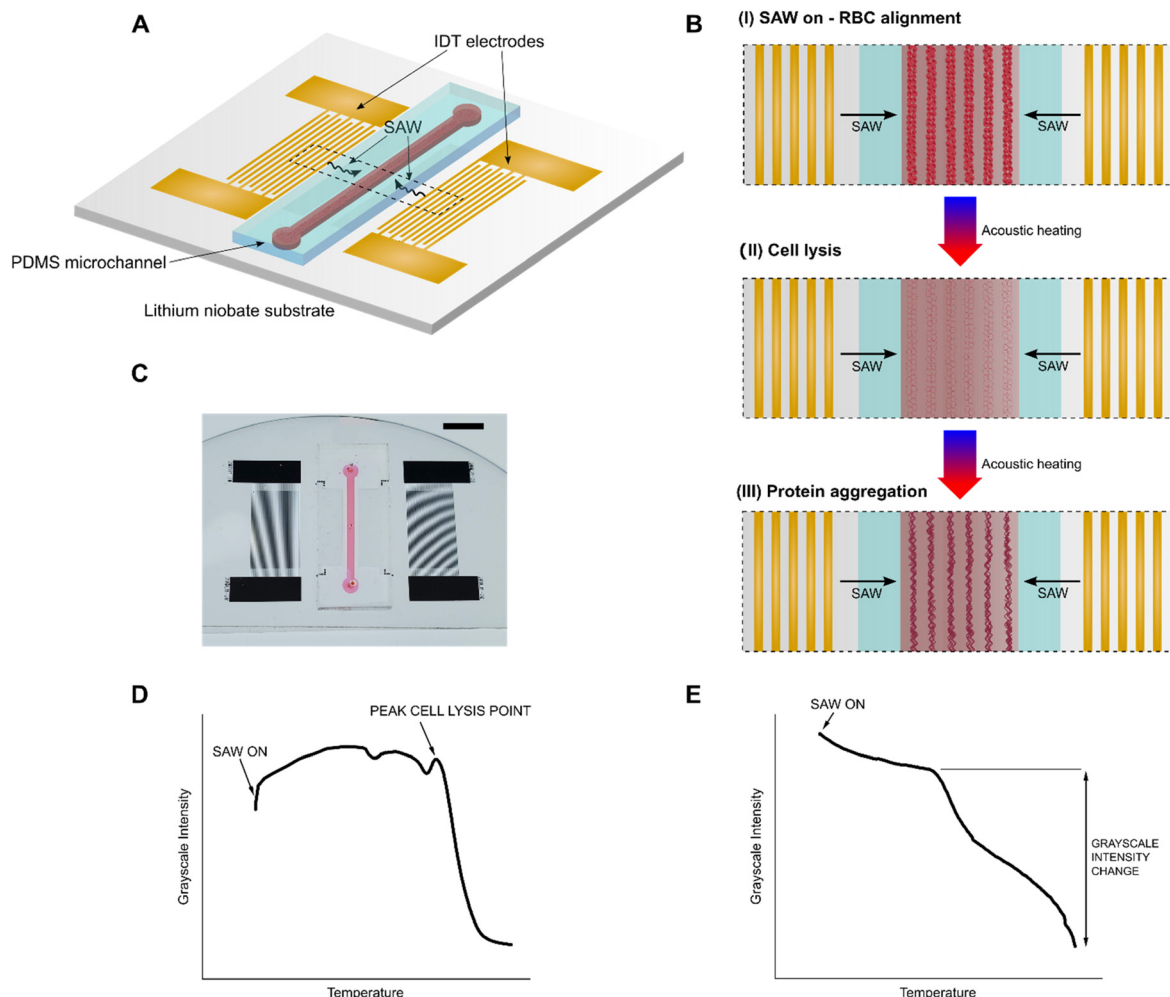 A
IDT electrodes
SAW
PDMS microchannel
Lithium niobate substrate
B
(I) SAW on - RBC alignment
SAW
SAW
Acoustic heating
(II) Cell lysis
SAW
SAW
Acoustic heating
(III) Protein aggregation
SAW
SAW
C
D
PEAK CELL LYSIS POINT
SAW ON
Grayscale Intensity
Temperature
E
SAW ON
Grayscale Intensity
GRAYSCALE
INTENSITY
CHANGE
Temperature